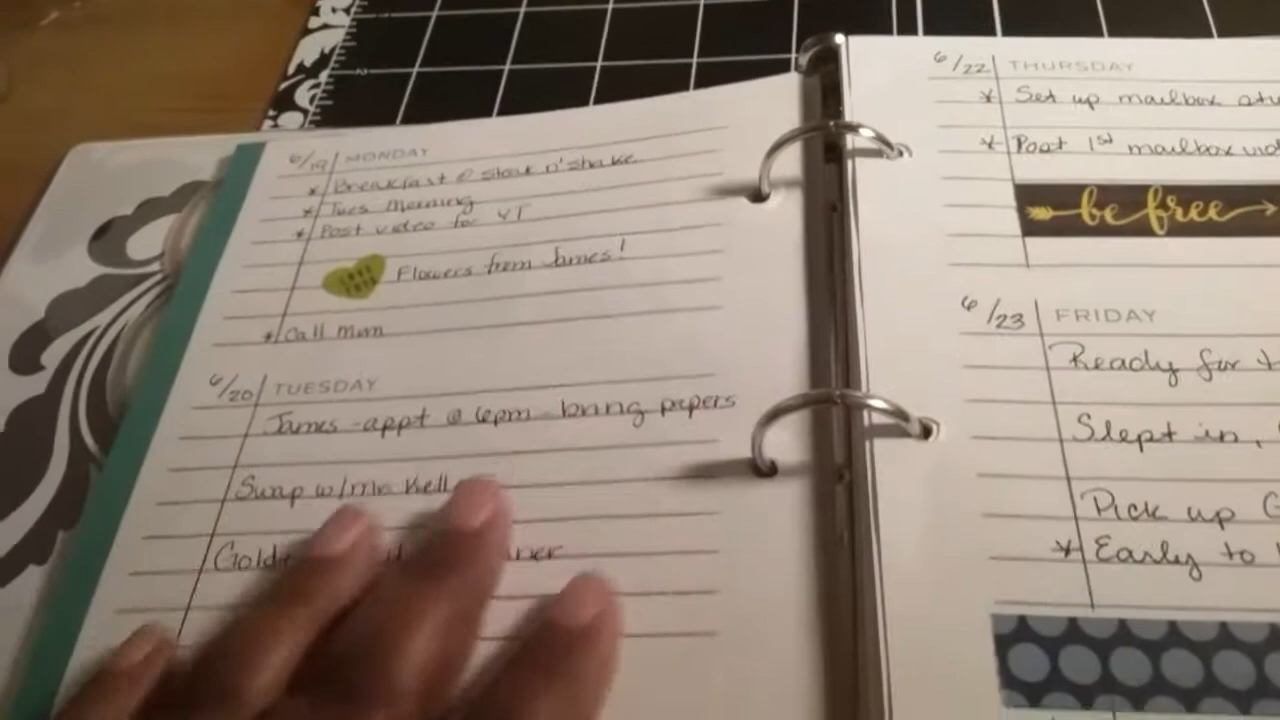 6/19 MONDAY
* Breakfast @ steak n' shake
* Tues Morning
* Post video for YT
Flowers from James!
* Call Mom
6/20 TUESDAY
James - appt @ 6pm - bring papers
Swap w/
6/22 THURSDAY
* Set up mailbox
* Post 1st mailbox
be free
6/23 FRIDAY
Ready for
Slept in,
Pick up
* Early to